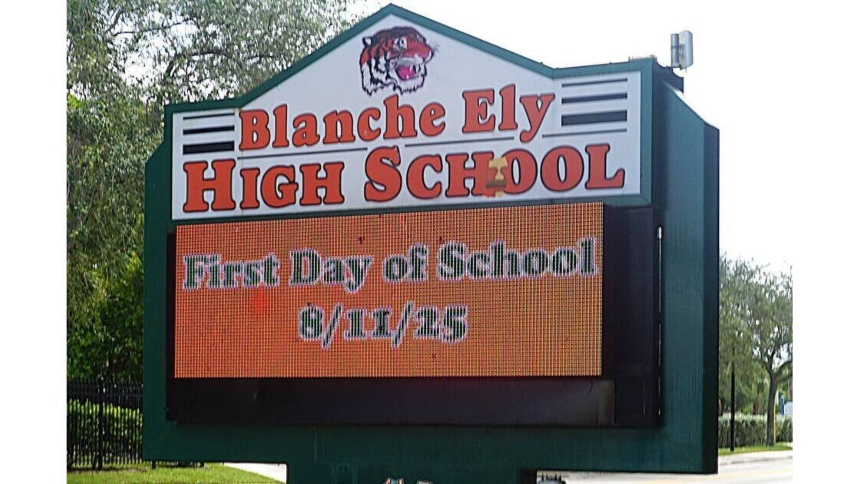 Blanche Ely
High School
First Day of School
8/11/25